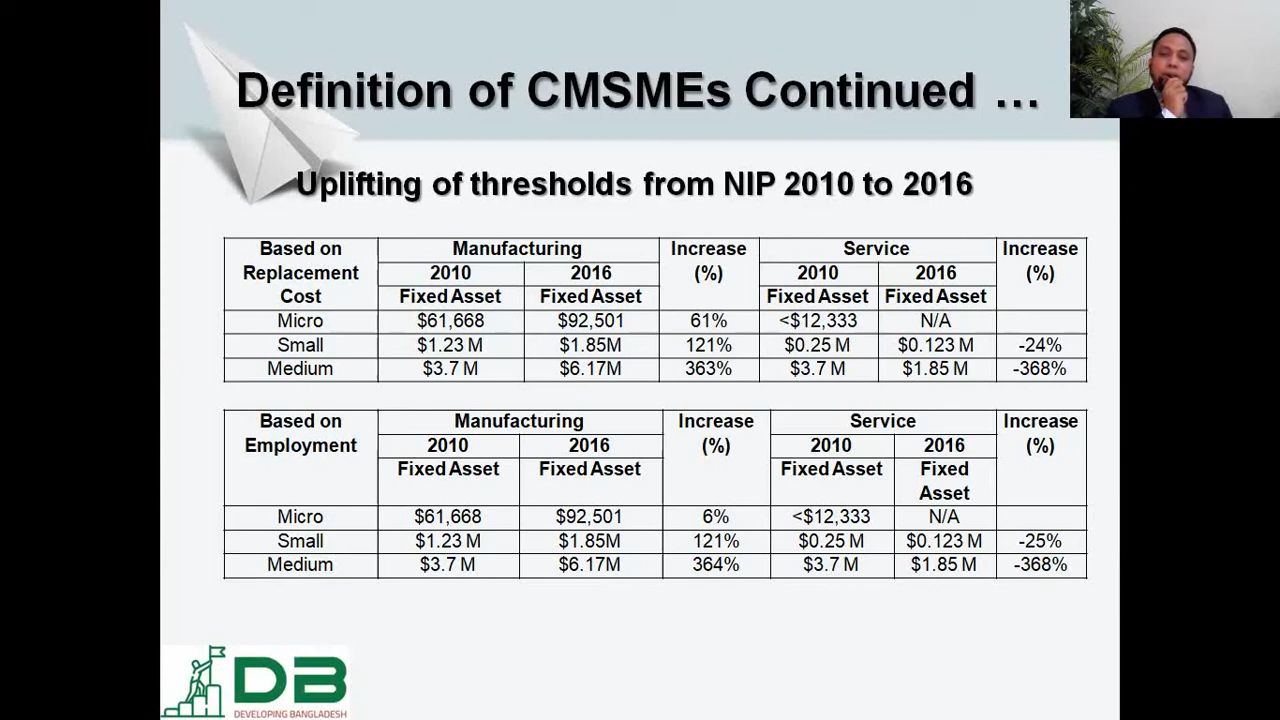 Definition of CMSMEs Continued …
Uplifting of thresholds from NIP 2010 to 2016
Based on Replacement Cost Manufacturing Increase (%) Service Increase (%)
2010 2016 2010 2016
Fixed Asset Fixed Asset Fixed Asset Fixed Asset
Micro $61,668 $92,501 61% <$12,333 N/A
Small $1.23 M $1.85M 121% $0.25 M $0.123 M -24%
Medium $3.7 M $6.17M 363% $3.7 M $1.85 M -368%
Based on Employment Manufacturing Increase (%) Service Increase (%)
2010 2016 2010 2016
Fixed Asset Fixed Asset Fixed Asset Fixed Asset
Micro $61,668 $92,501 6% <$12,333 N/A
Small $1.23 M $1.85M 121% $0.25 M $0.123 M -25%
Medium $3.7 M $6.17M 364% $3.7 M $1.85 M -368%
DB
DEVELOPING BANGLADESH